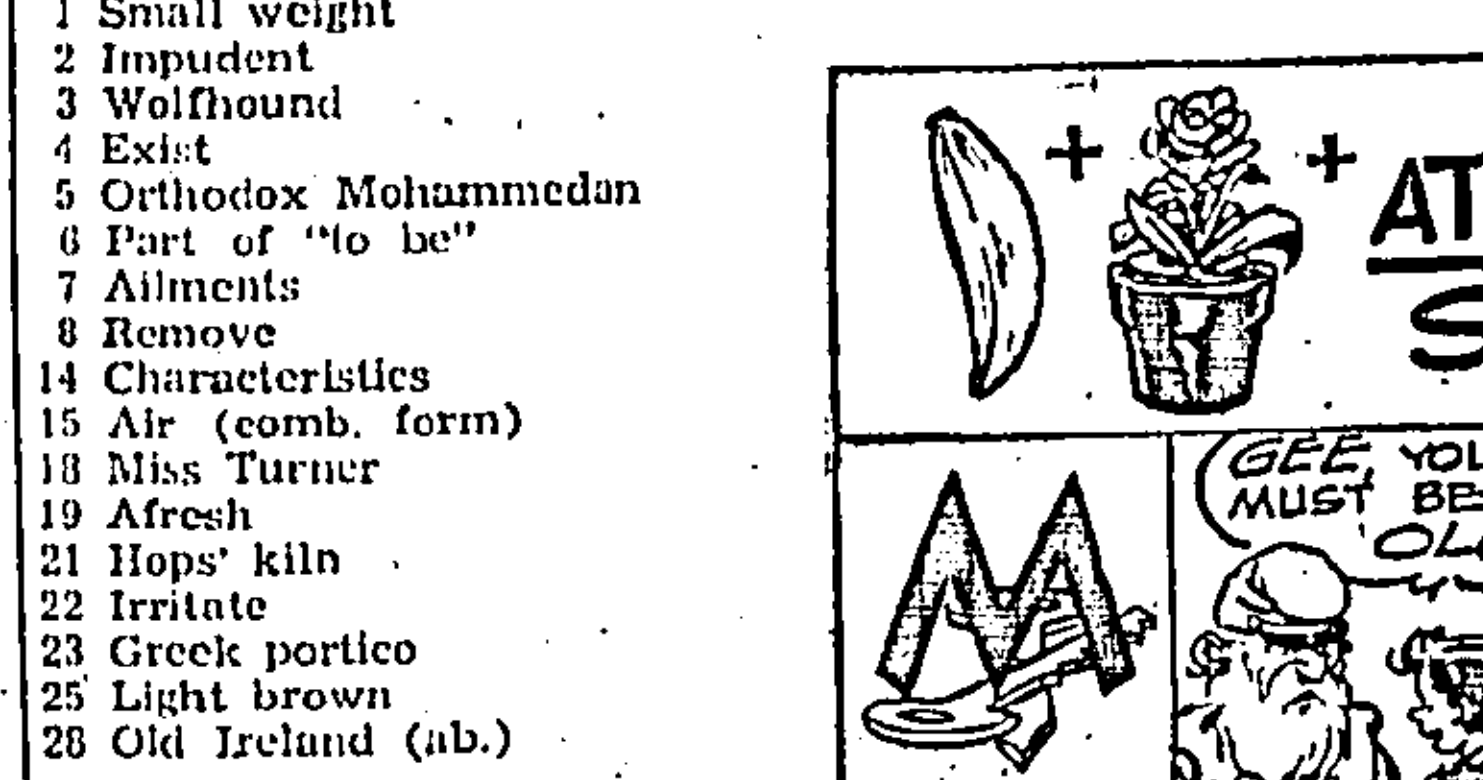 1 Small weight
2 Impudent
3 Wolfhound
4 Exist
5 Orthodox Mohammedan
6 Part of "to be"
7 Ailments
8 Remove
14 Characteristics
15 Air (comb. form)
18 Miss Turner
19 Afresh
21 Hops' kiln
22 Irritate
23 Greek portico
25 Light brown
28 Old Ireland (ab.)
+ + AT
S
M
GEE, YOU
MUST BE
OL